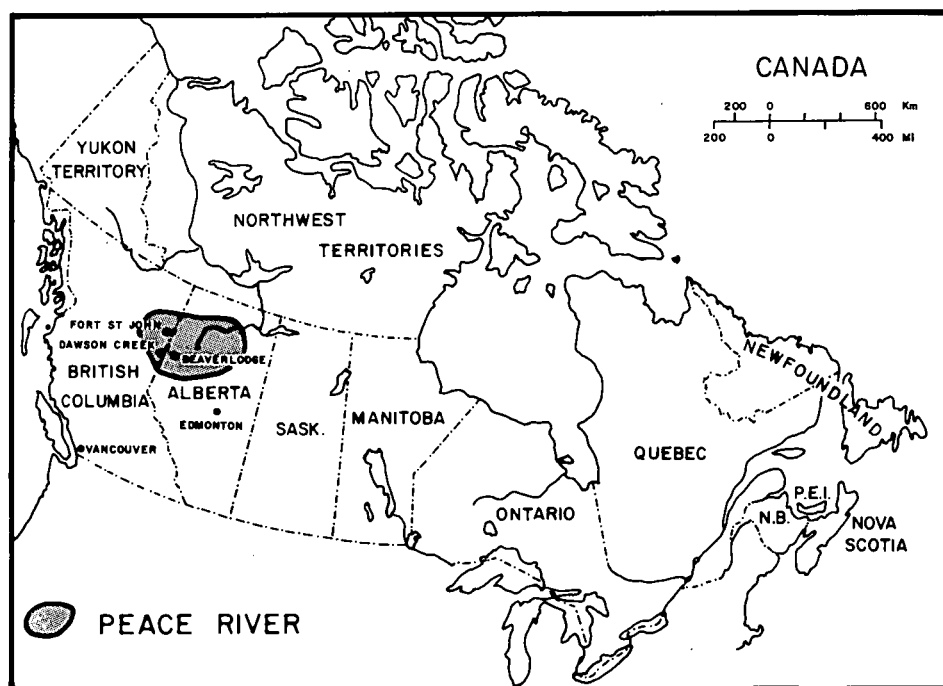 CANADA
200 0 600 Km
200 0 400 MI
YUKON
TERRITORY
NORTHWEST
TERRITORIES
FORT ST JOHN
DAWSON CREEK
BEAVERLODGE
BRITISH
COLUMBIA
ALBERTA
EDMONTON
VANCOUVER
SASK.
MANITOBA
ONTARIO
QUEBEC
NEWFOUNDLAND
P.E.I.
N.B.
NOVA
SCOTIA
PEACE RIVER